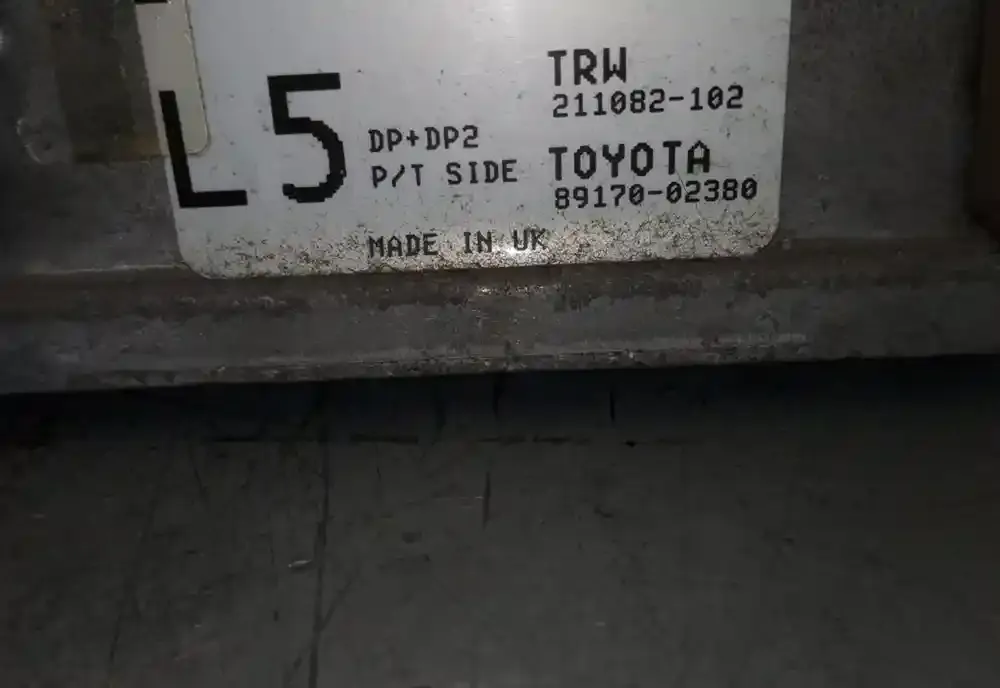 L5
DP+DP2
P/T SIDE
MADE IN UK
TRW
211082-102
TOYOTA
89170-02380